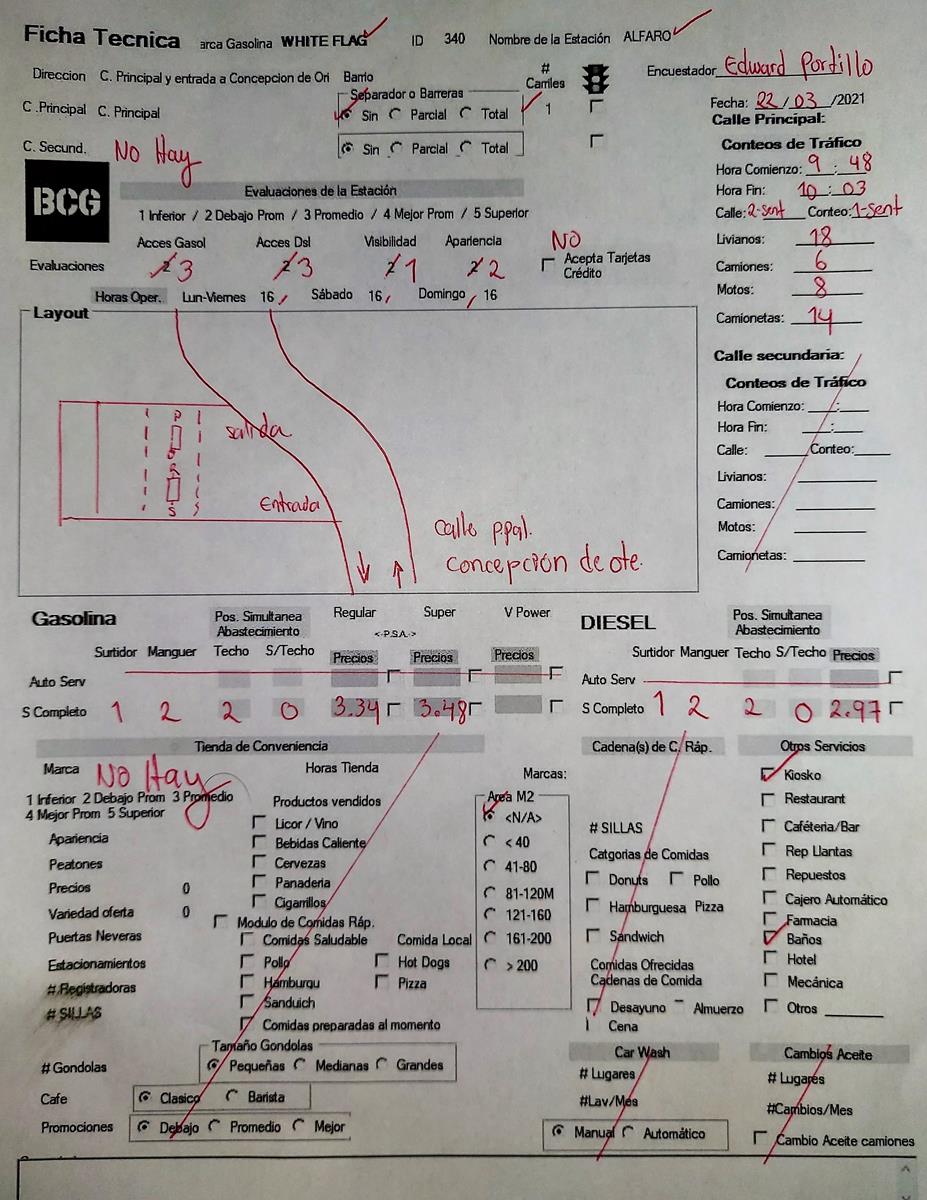 Ficha Tecnica arca Gasolina WHITE FLAG ID 340 Nombre de la Estación ALFARO
Direccion C. Principal y entrada a Concepcion de Ori Barrio # Carriles Encuestador Edward Portillo
Separador o Barreras
C .Principal C. Principal Sin Parcial Total 1 Fecha: 22/03/2021
Calle Principal:
C. Secund. No Hay Sin Parcial Total Conteos de Tráfico
Hora Comienzo: 9:48
BCG Evaluaciones de la Estación Hora Fin: 10:03
1 Inferior / 2 Debajo Prom / 3 Promedio / 4 Mejor Prom / 5 Superior Calle: 2-sent Conteo: 1-sent
Acces Gasol Acces Dsl Visibilidad Apariencia NO Livianos: 18
Evaluaciones 2 3 2 3 2 1 2 2 Acepta Tarjetas Crédito Camiones: 6
Horas Oper. Lun-Viernes 16 Sábado 16 Domingo 16 Motos: 8
Layout Camionetas: 14
Calle secundaria:
Conteos de Tráfico
Hora Comienzo: __:__
Hora Fin: __:__
Calle: ____ Conteo:____
Livianos:
Camiones:
Motos:
Camionetas:
P
salida
D
R
Entrada
S
calle p.pal.
concepción de ote.
Gasolina Pos. Simultanea Abastecimiento Regular Super V Power DIESEL Pos. Simultanea Abastecimiento
<-P.S.A.->
Surtidor Manguer Techo S/Techo Precios Precios Precios Surtidor Manguer Techo S/Techo Precios
Auto Serv Auto Serv
S Completo 1 2 2 0 3.34 3.48 S Completo 1 2 2 0 2.97
Tienda de Conveniencia Cadena(s) de C. Ráp. Otros Servicios
Marca No Hay Horas Tienda Marcas: Kiosko
1 Inferior 2 Debajo Prom 3 Promedio
4 Mejor Prom 5 Superior
Productos vendidos Area M2 Restaurant
Licor / Vino <N/A> # SILLAS Caféteria/Bar
Apariencia Bebidas Caliente < 40 Catgorias de Comidas Rep Llantas
Peatones Cervezas 41-80 Donuts Pollo Repuestos
Precios 0 Panaderia 81-120M Hamburguesa Pizza Cajero Automático
Variedad oferta 0 Cigarrillos 121-160 Farmacia
Puertas Neveras Modulo de Comidas Ráp. 161-200 Sandwich Baños
Comidas Saludable Comida Local
Estacionamientos Pollo Hot Dogs > 200 Comidas Ofrecidas Cadenas de Comida Hotel
# Registradoras Hamburgu Pizza Mecánica
# SILLAS Sanduich Desayuno Almuerzo Otros
Comidas preparadas al momento Cena
Tamaño Gondolas Car Wash Cambios Aceite
# Gondolas Pequeñas Medianas Grandes # Lugares # Lugares
Cafe Clasico Barista #Lav/Mes #Cambios/Mes
Promociones Debajo Promedio Mejor Manual Automático Cambio Aceite camiones